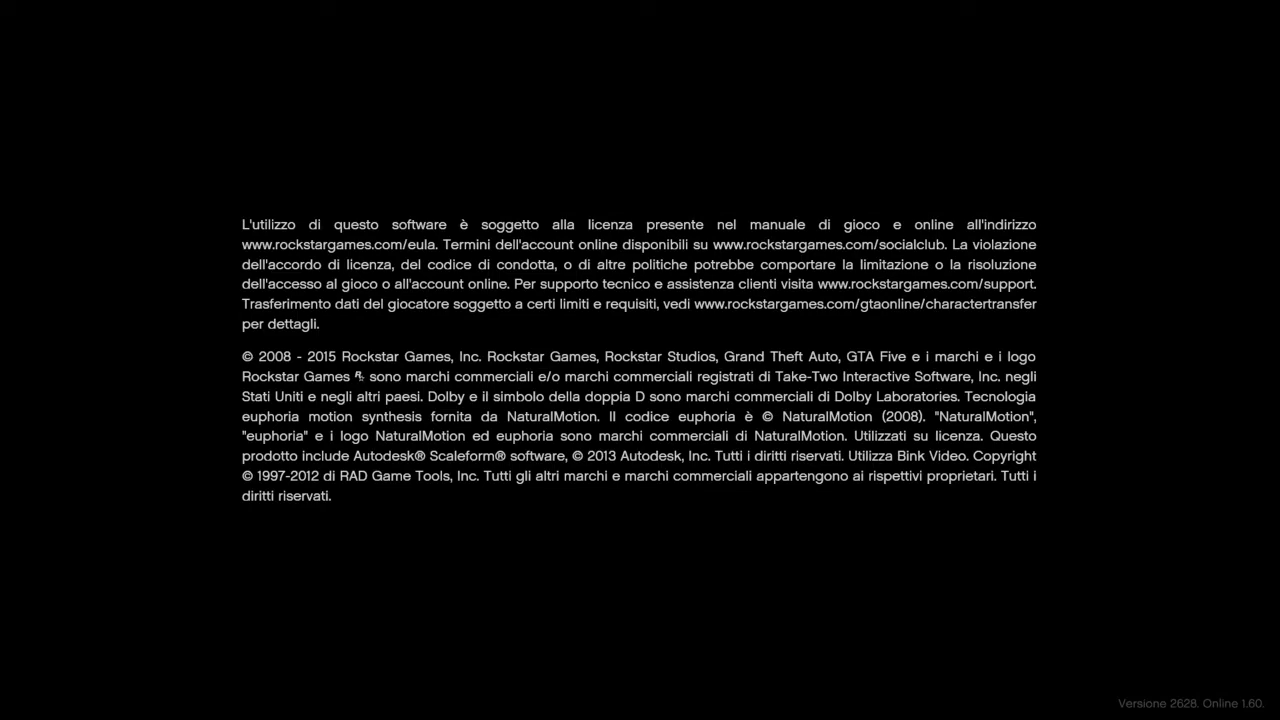 L'utilizzo di questo software è soggetto alla licenza presente nel manuale di gioco e online all'indirizzo
www.rockstargames.com/eula. Termini dell'account online disponibili su www.rockstargames.com/socialclub. La violazione
dell'accordo di licenza, del codice di condotta, o di altre politiche potrebbe comportare la limitazione o la risoluzione
dell'accesso al gioco o all'account online. Per supporto tecnico e assistenza clienti visita www.rockstargames.com/support.
Trasferimento dati del giocatore soggetto a certi limiti e requisiti, vedi www.rockstargames.com/gtaonline/charactertransfer
per dettagli.
© 2008 - 2015 Rockstar Games, Inc. Rockstar Games, Rockstar Studios, Grand Theft Auto, GTA Five e i marchi e i logo
Rockstar Games R* sono marchi commerciali e/o marchi commerciali registrati di Take-Two Interactive Software, Inc. negli
Stati Uniti e negli altri paesi. Dolby e il simbolo della doppia D sono marchi commerciali di Dolby Laboratories. Tecnologia
euphoria motion synthesis fornita da NaturalMotion. Il codice euphoria è © NaturalMotion (2008). "NaturalMotion",
"euphoria" e i logo NaturalMotion ed euphoria sono marchi commerciali di NaturalMotion. Utilizzati su licenza. Questo
prodotto include Autodesk® Scaleform® software, © 2013 Autodesk, Inc. Tutti i diritti riservati. Utilizza Bink Video. Copyright
© 1997-2012 di RAD Game Tools, Inc. Tutti gli altri marchi e marchi commerciali appartengono ai rispettivi proprietari. Tutti i
diritti riservati.
Versione 2628. Online 1.60.